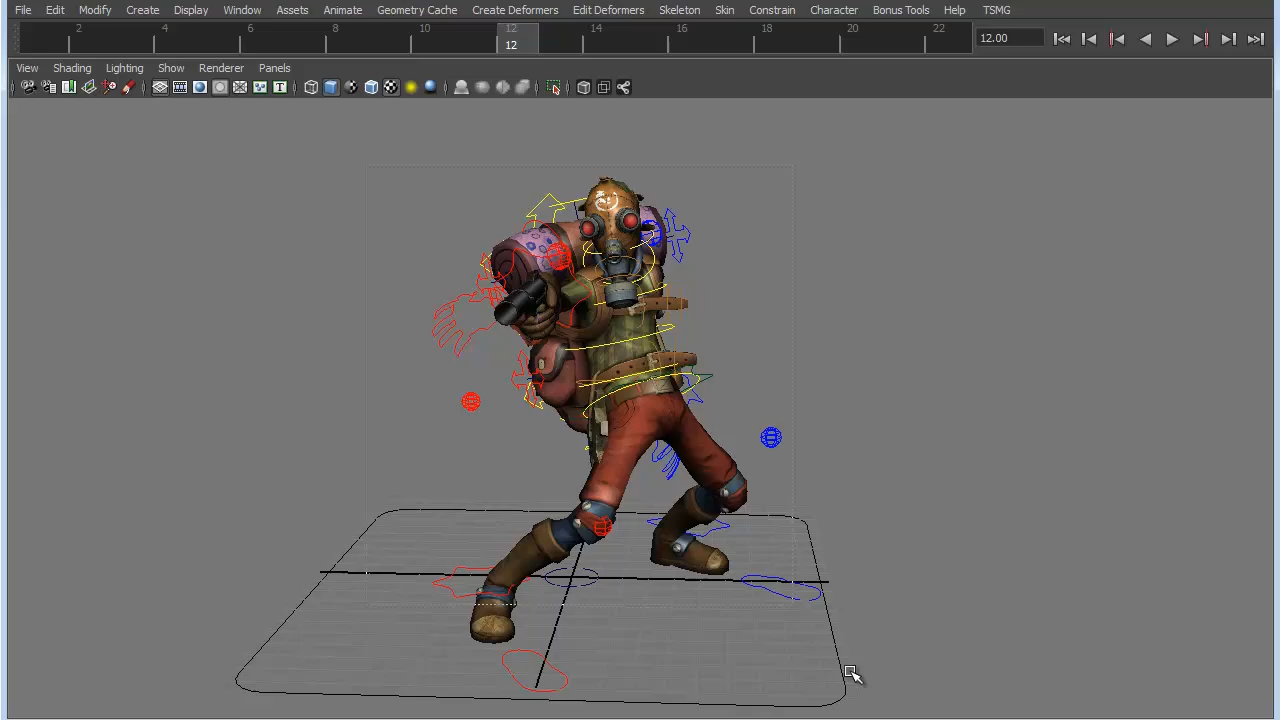 File Edit Modify Create Display Window Assets Animate Geometry Cache Create Deformers Edit Deformers Skeleton Skin Constrain Character Bonus Tools Help TSMG
2 4 6 8 10 12 14 16 18 20 22
12 12.00
View Shading Lighting Show Renderer Panels
T